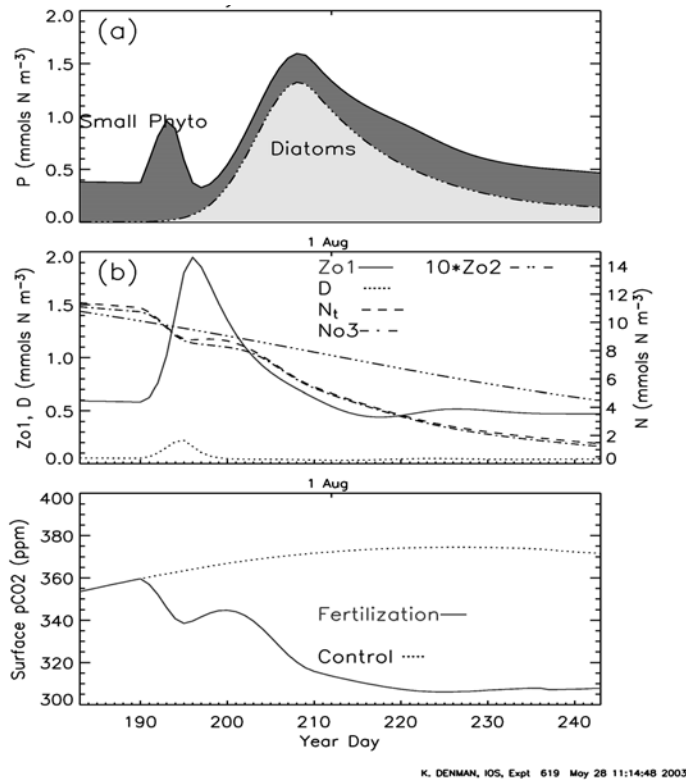 (a)
2.0
1.5
1.0
0.5
0.0
P (mmols N m⁻³)
Small Phyto
Diatoms
1 Aug
(b)
2.0
1.5
1.0
0.5
0.0
Zo1, D (mmols N m⁻³)
Zo1
D
Nₜ
No3
10*Zo2
14
12
10
8
6
4
2
0
N (mmols N m⁻³)
1 Aug
400
380
360
340
320
300
Surface pCO2 (ppm)
Fertilization
Control
190 200 210 220 230 240
Year Day
K. DENMAN, IOS, Expt 619 May 28 11:14:48 2003